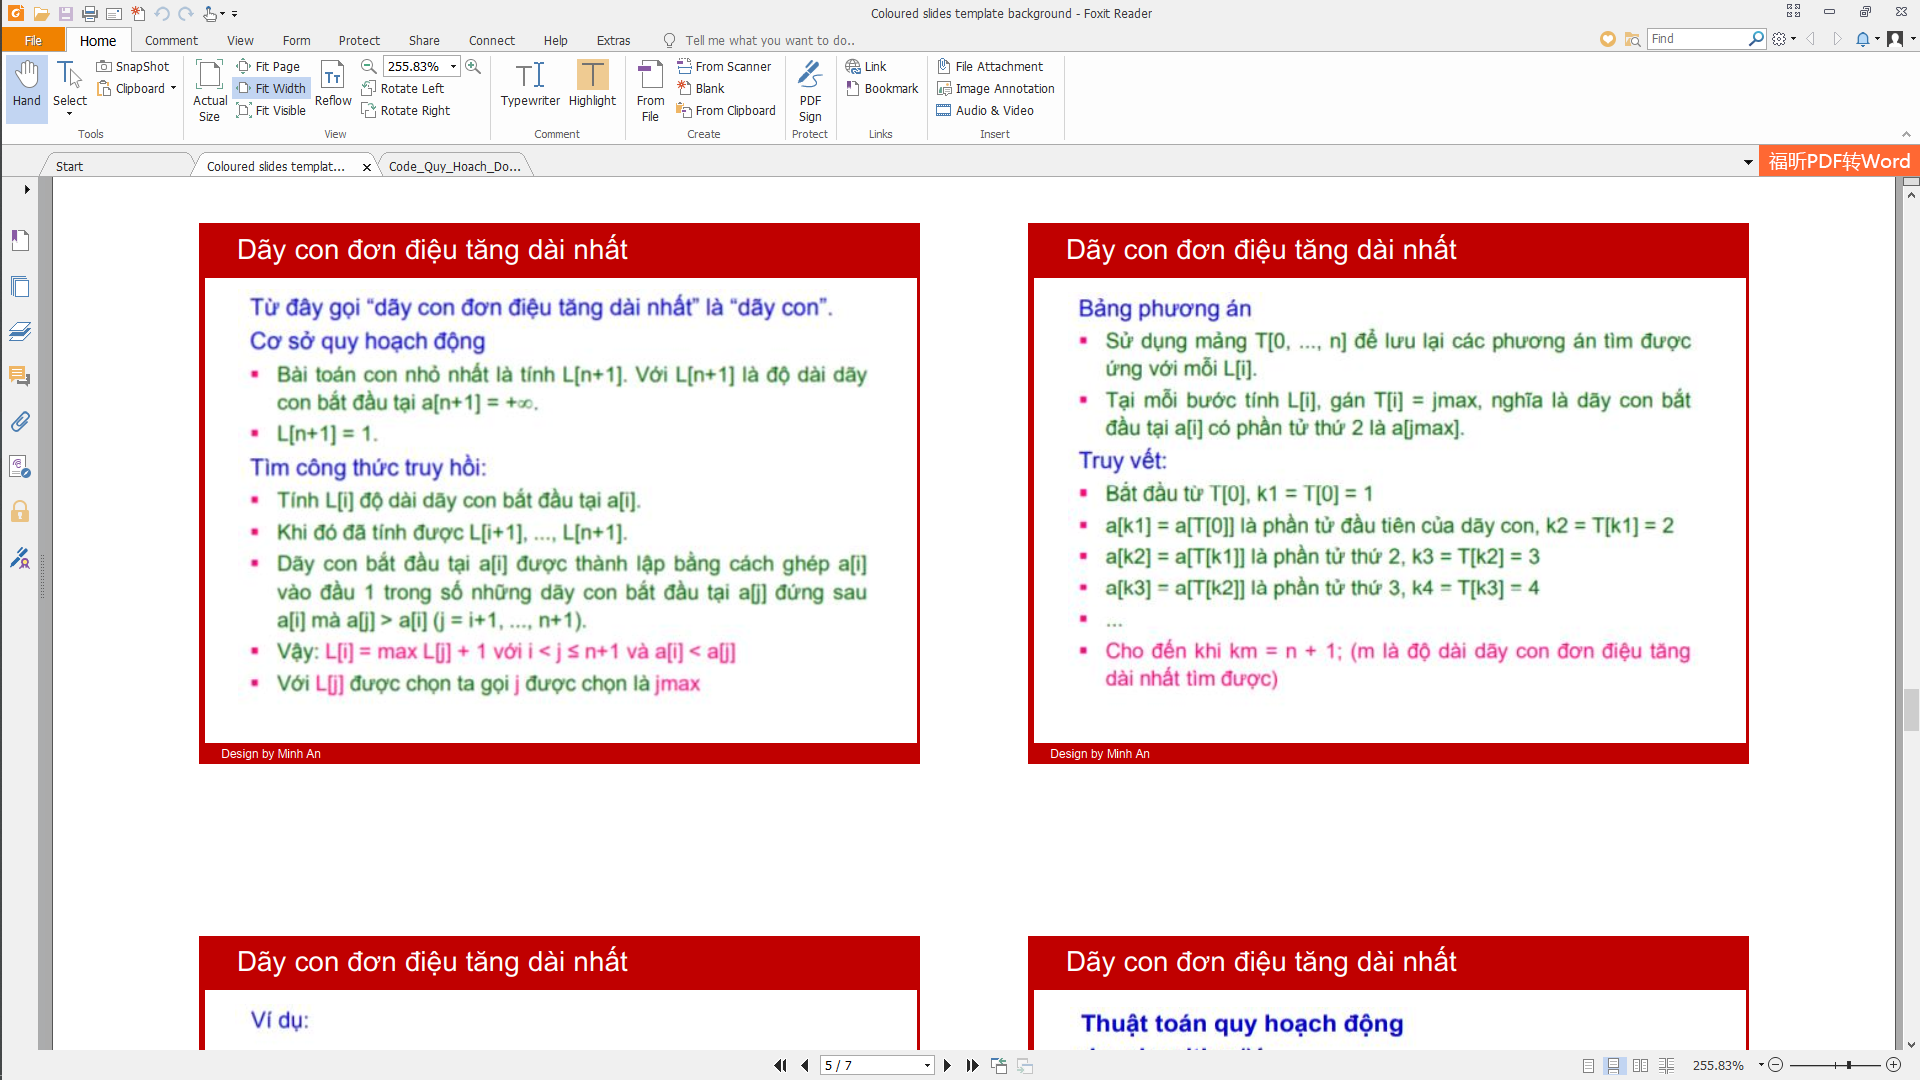 Coloured slides template background - Foxit Reader
File
Home
Comment
View
Form
Protect
Share
Connect
Help
Extras
Tell me what you want to do..
Find
Hand
Select
SnapShot
Clipboard
Tools
Actual Size
Fit Page
Fit Width
Fit Visible
Reflow
255.83%
Rotate Left
Rotate Right
View
Typewriter
Highlight
Comment
From File
From Scanner
Blank
From Clipboard
Create
PDF Sign
Protect
Link
Bookmark
Links
File Attachment
Image Annotation
Audio & Video
Insert
Start
Coloured slides templat...
Code_Quy_Hoach_Do...
福昕PDF转Word
Dãy con đơn điệu tăng dài nhất
Từ đây gọi “dãy con đơn điệu tăng dài nhất” là “dãy con”.
Cơ sở quy hoạch động
Bài toán con nhỏ nhất là tính L[n+1]. Với L[n+1] là độ dài dãy
con bắt đầu tại a[n+1] = +∞.
L[n+1] = 1.
Tìm công thức truy hồi:
Tính L[i] độ dài dãy con bắt đầu tại a[i].
Khi đó đã tính được L[i+1], ..., L[n+1].
Dãy con bắt đầu tại a[i] được thành lập bằng cách ghép a[i]
vào đầu 1 trong số những dãy con bắt đầu tại a[j] đứng sau
a[i] mà a[j] > a[i] (j = i+1, ..., n+1).
Vậy: L[i] = max L[j] + 1 với i < j ≤ n+1 và a[i] < a[j]
Với L[j] được chọn ta gọi j được chọn là jmax
Design by Minh An
Dãy con đơn điệu tăng dài nhất
Bảng phương án
Sử dụng mảng T[0, ..., n] để lưu lại các phương án tìm được
ứng với mỗi L[i].
Tại mỗi bước tính L[i], gán T[i] = jmax, nghĩa là dãy con bắt
đầu tại a[i] có phần tử thứ 2 là a[jmax].
Truy vết:
Bắt đầu từ T[0], k1 = T[0] = 1
a[k1] = a[T[0]] là phần tử đầu tiên của dãy con, k2 = T[k1] = 2
a[k2] = a[T[k1]] là phần tử thứ 2, k3 = T[k2] = 3
a[k3] = a[T[k2]] là phần tử thứ 3, k4 = T[k3] = 4
...
Cho đến khi km = n + 1; (m là độ dài dãy con đơn điệu tăng
dài nhất tìm được)
Design by Minh An
Dãy con đơn điệu tăng dài nhất
Ví dụ:
Dãy con đơn điệu tăng dài nhất
Thuật toán quy hoạch động
5 / 7
255.83%